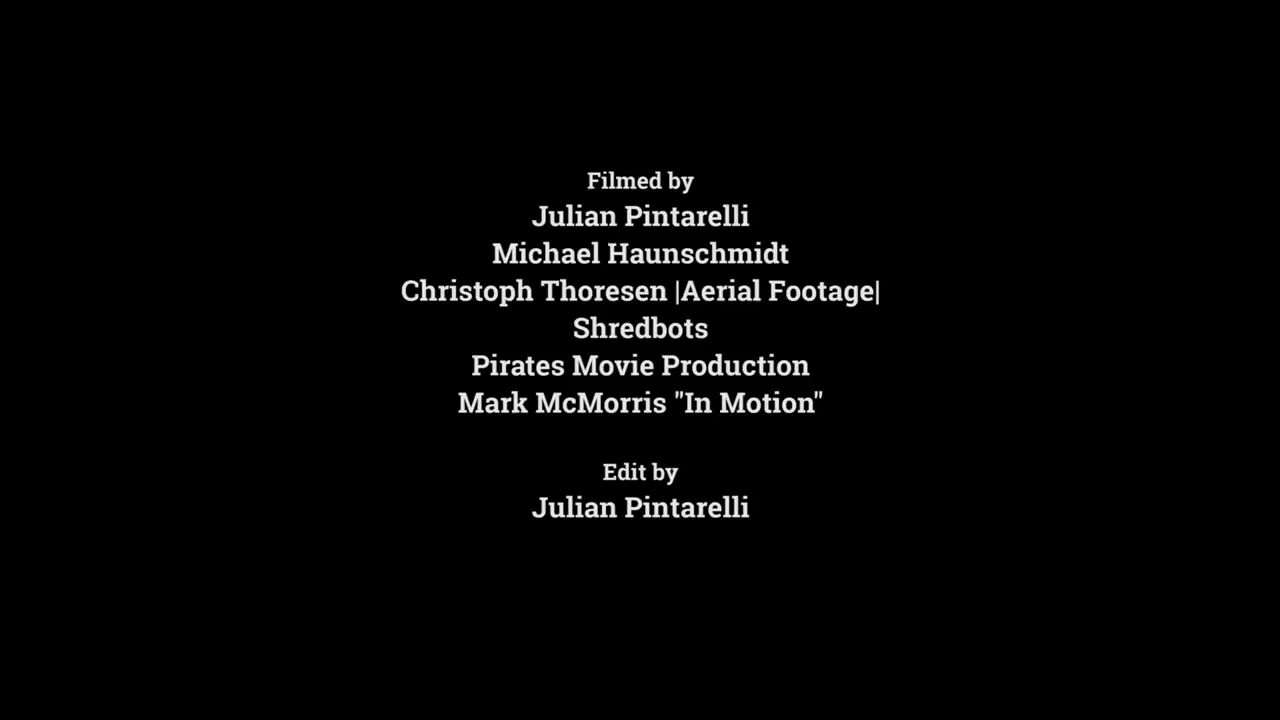 Filmed by
Julian Pintarelli
Michael Haunschmidt
Christoph Thoresen |Aerial Footage|
Shredbots
Pirates Movie Production
Mark McMorris "In Motion"
Edit by
Julian Pintarelli